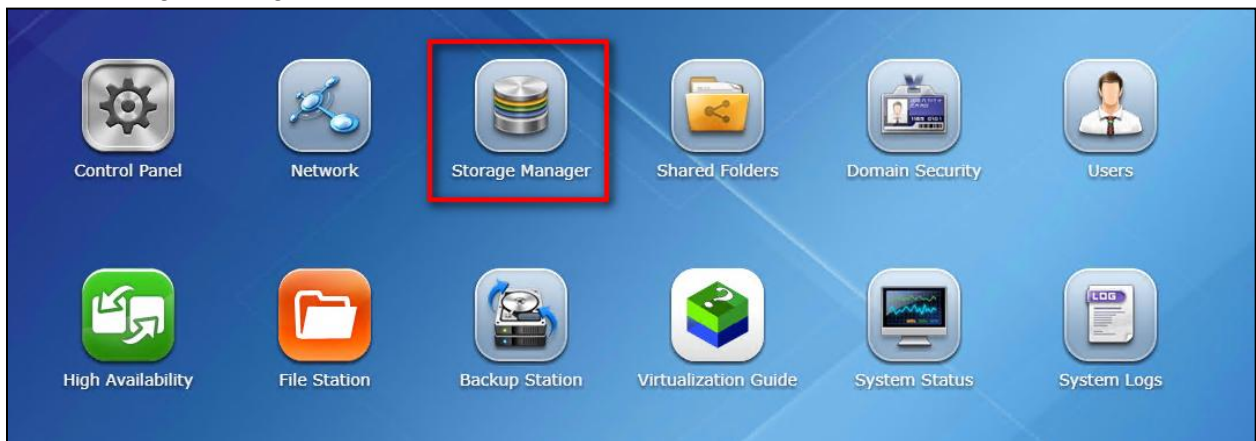 Control Panel
Network
Storage Manager
Shared Folders
Domain Security
Users
LOG
High Availability
File Station
Backup Station
Virtualization Guide
System Status
System Logs